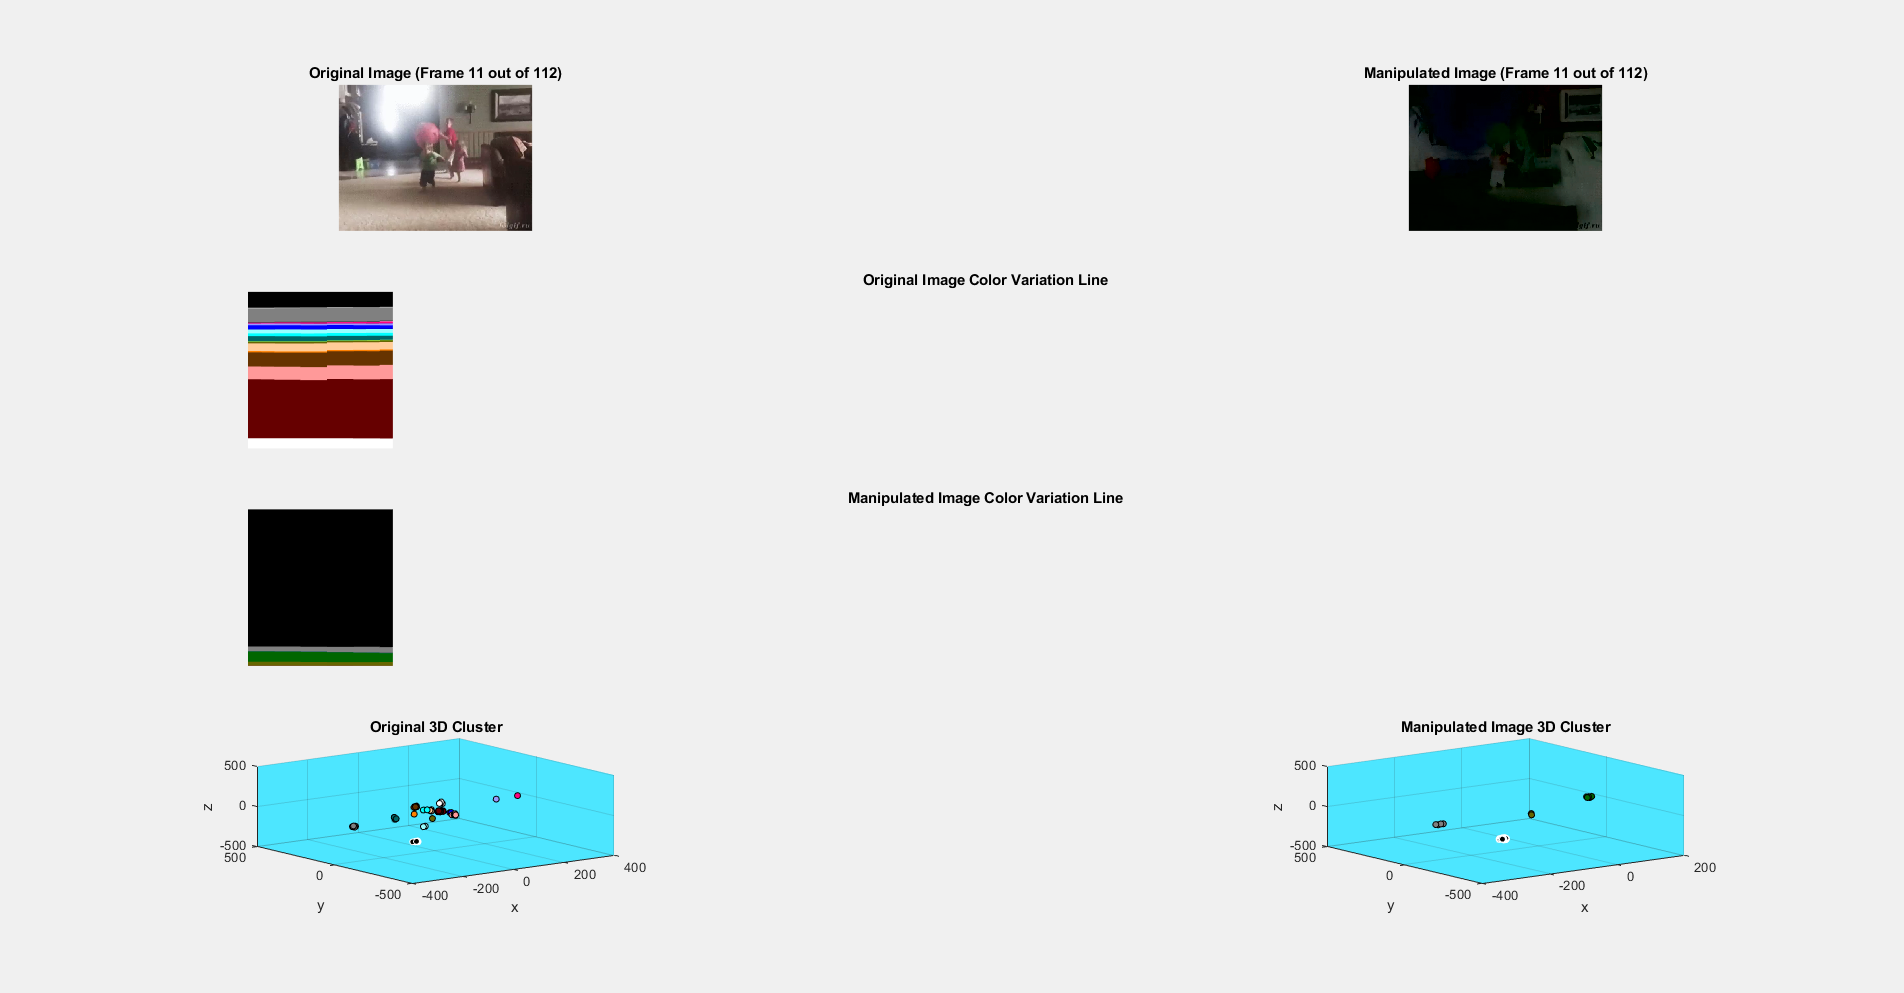 Original Image (Frame 11 out of 112)
Manipulated Image (Frame 11 out of 112)
Original Image Color Variation Line
Manipulated Image Color Variation Line
Original 3D Cluster
500
0
-500
z
500
0
-500
y
-400
-200
0
200
400
x
Manipulated Image 3D Cluster
500
0
-500
z
500
0
-500
y
-400
-200
0
200
x